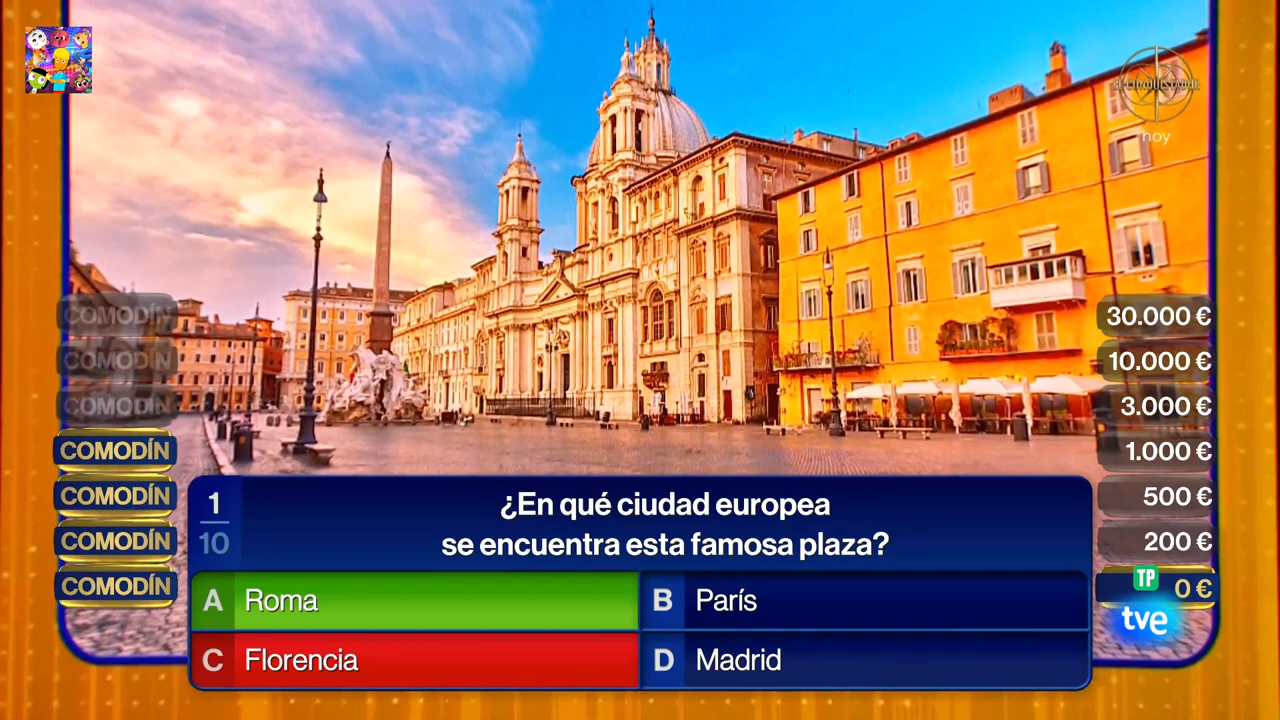 hoy
COMODÍN
COMODÍN
COMODÍN
COMODÍN
COMODÍN
COMODÍN
COMODÍN
30.000 €
10.000 €
3.000 €
1.000 €
500 €
200 €
0 €
TP
tve
1
10
¿En qué ciudad europea
se encuentra esta famosa plaza?
A Roma
B París
C Florencia
D Madrid